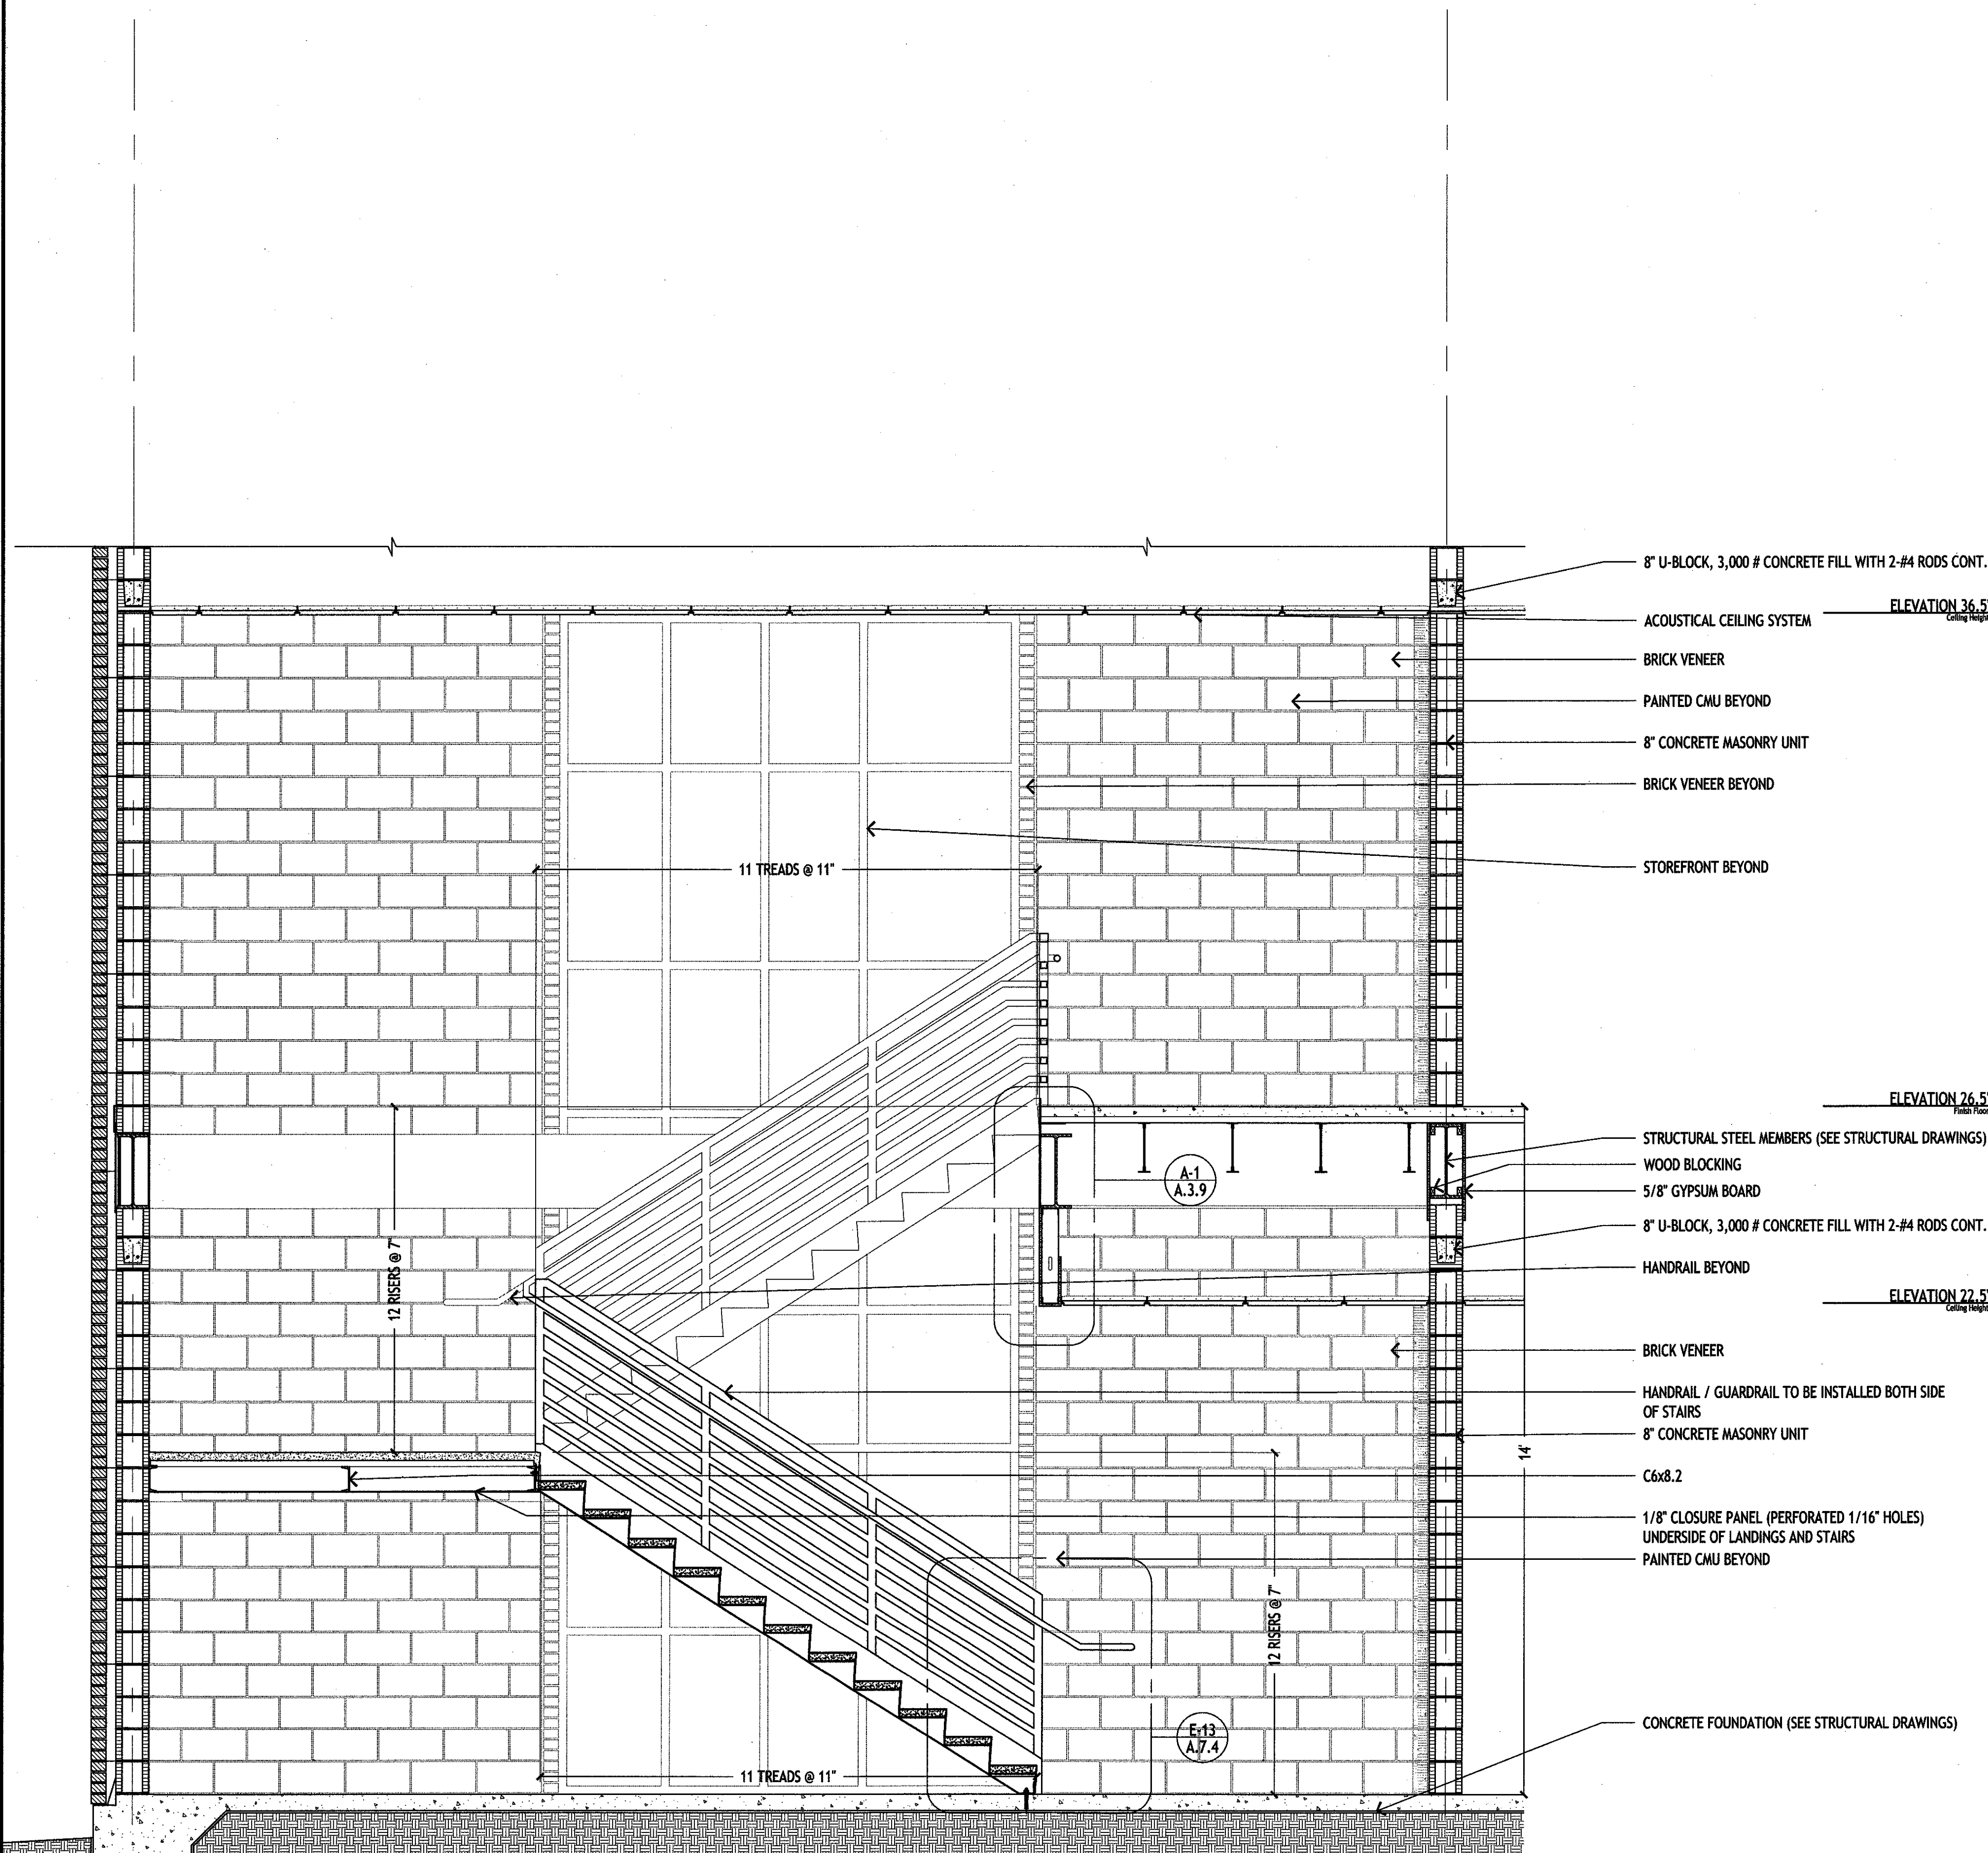 8" U-BLOCK, 3,000 # CONCRETE FILL WITH 2-#4 RODS CONT.
ELEVATION 36.5'
Ceiling Height
ACOUSTICAL CEILING SYSTEM
BRICK VENEER
PAINTED CMU BEYOND
8" CONCRETE MASONRY UNIT
BRICK VENEER BEYOND
STOREFRONT BEYOND
11 TREADS @ 11"
ELEVATION 26.5'
Finish Floor
STRUCTURAL STEEL MEMBERS (SEE STRUCTURAL DRAWINGS)
WOOD BLOCKING
A-1
A.3.9
5/8" GYPSUM BOARD
8" U-BLOCK, 3,000 # CONCRETE FILL WITH 2-#4 RODS CONT.
HANDRAIL BEYOND
12 RISERS @ 7"
ELEVATION 22.5'
Ceiling Height
BRICK VENEER
HANDRAIL / GUARDRAIL TO BE INSTALLED BOTH SIDE
OF STAIRS
8" CONCRETE MASONRY UNIT
14'
C6x8.2
1/8" CLOSURE PANEL (PERFORATED 1/16" HOLES)
UNDERSIDE OF LANDINGS AND STAIRS
PAINTED CMU BEYOND
12 RISERS @ 7"
CONCRETE FOUNDATION (SEE STRUCTURAL DRAWINGS)
E-13
A.7.4
11 TREADS @ 11"